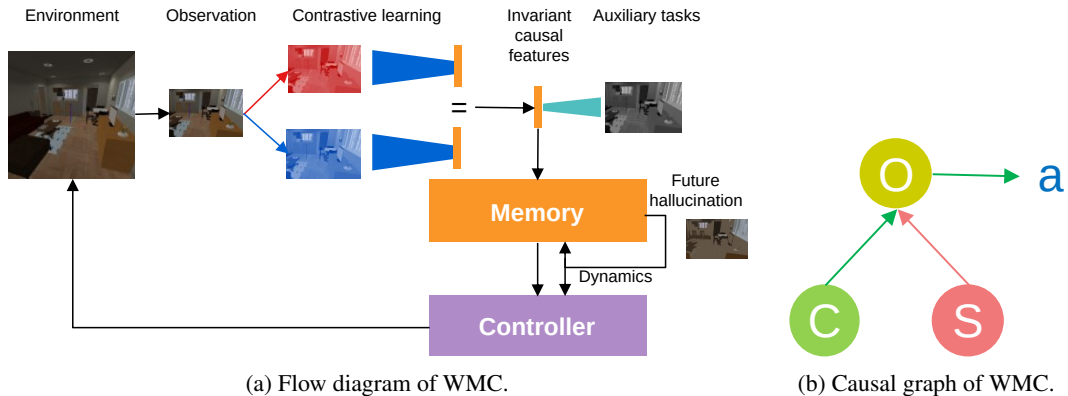 Environment
Observation
Contrastive learning
Invariant
causal
features
Auxiliary tasks
=
Memory
Future
hallucination
Dynamics
Controller
(a) Flow diagram of WMC.
O
a
C
S
(b) Causal graph of WMC.